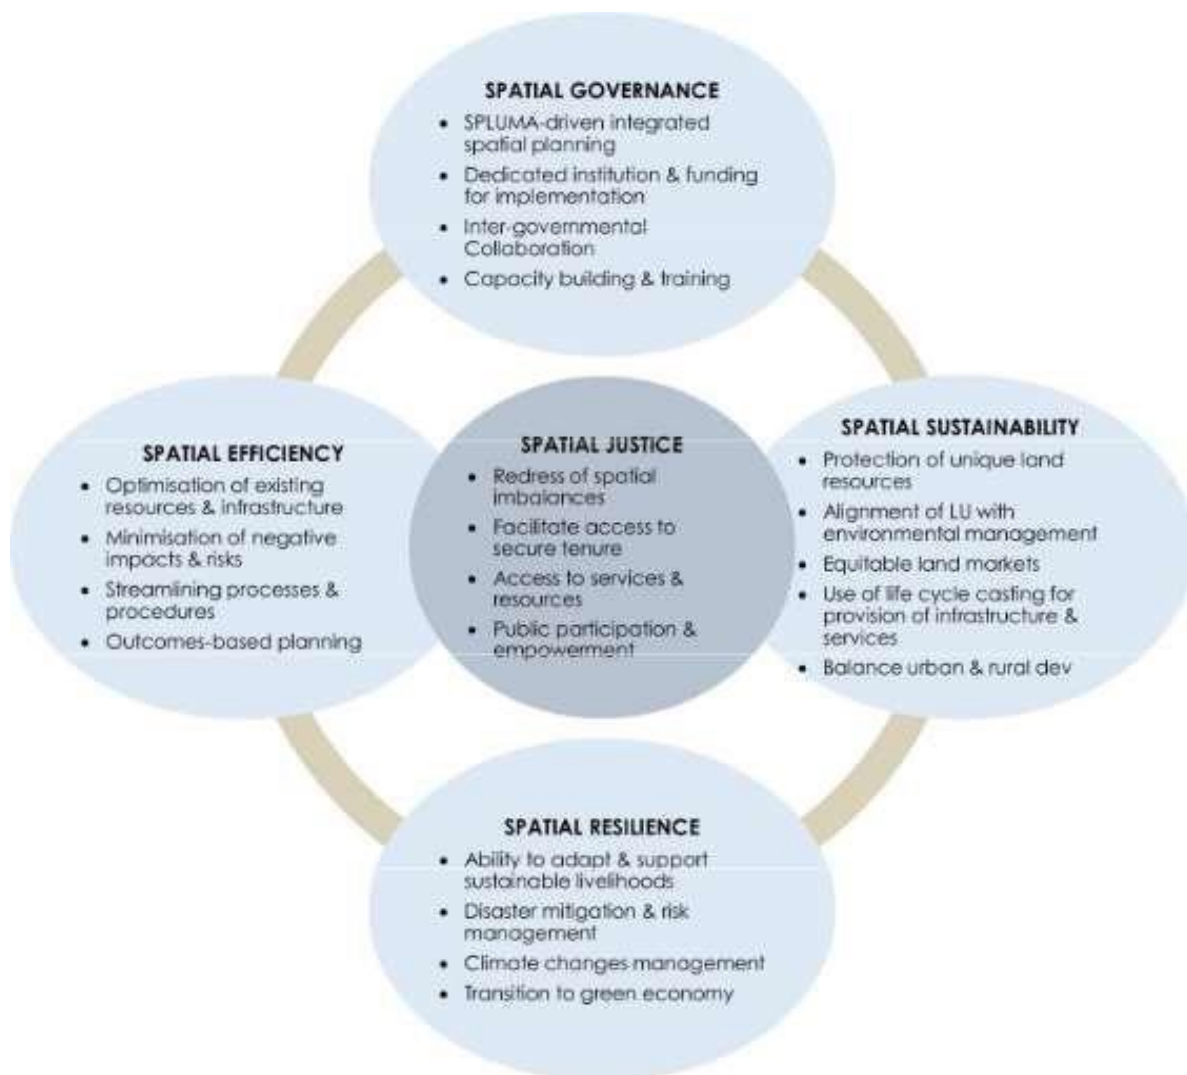 SPATIAL GOVERNANCE
• SPLUMA-driven integrated
spatial planning
• Dedicated institution & funding
for implementation
• Inter-governmental
Collaboration
• Capacity building & training
SPATIAL EFFICIENCY
• Optimisation of existing
resources & infrastructure
• Minimisation of negative
impacts & risks
• Streamlining processes &
procedures
• Outcomes-based planning
SPATIAL JUSTICE
• Redress of spatial
imbalances
• Facilitate access to
secure tenure
• Access to services &
resources
• Public participation &
empowerment
SPATIAL SUSTAINABILITY
• Protection of unique land
resources
• Alignment of LU with
environmental management
• Equitable land markets
• Use of life cycle casting for
provision of infrastructure &
services
• Balance urban & rural dev
SPATIAL RESILIENCE
• Ability to adapt & support
sustainable livelihoods
• Disaster mitigation & risk
management
• Climate changes management
• Transition to green economy